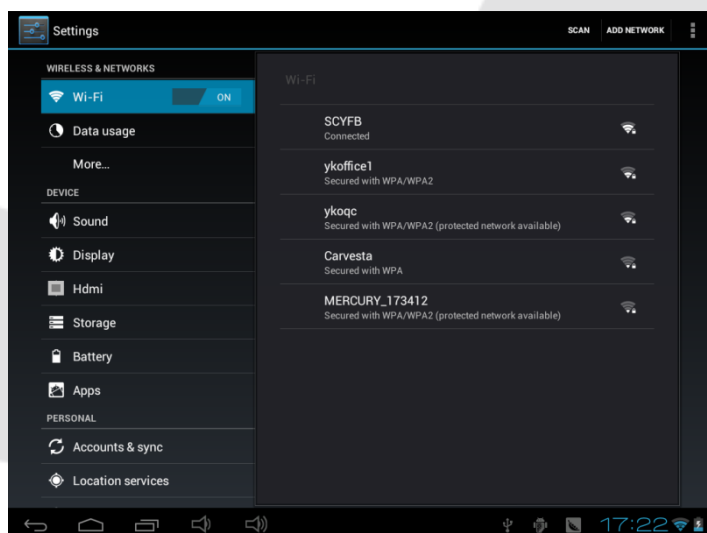 Settings
SCAN ADD NETWORK
WIRELESS & NETWORKS
Wi-Fi ON
Data usage
More...
DEVICE
Sound
Display
Hdmi
Storage
Battery
Apps
PERSONAL
Accounts & sync
Location services
Wi-Fi
SCYFB
Connected
ykoffice1
Secured with WPA/WPA2
ykoqc
Secured with WPA/WPA2 (protected network available)
Carvesta
Secured with WPA
MERCURY_173412
Secured with WPA/WPA2 (protected network available)
17:22